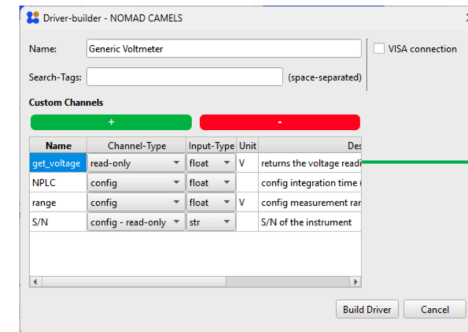 Driver-builder - NOMAD CAMELS
Name: Generic Voltmeter VISA connection
Search-Tags: (space-separated)
Custom Channels
+ -
Name Channel-Type Input-Type Unit Des
get_voltage read-only float V returns the voltage readi
NPLC config float config integration time (
range config float V config measurement rar
S/N config - read-only str S/N of the instrument
Build Driver Cancel